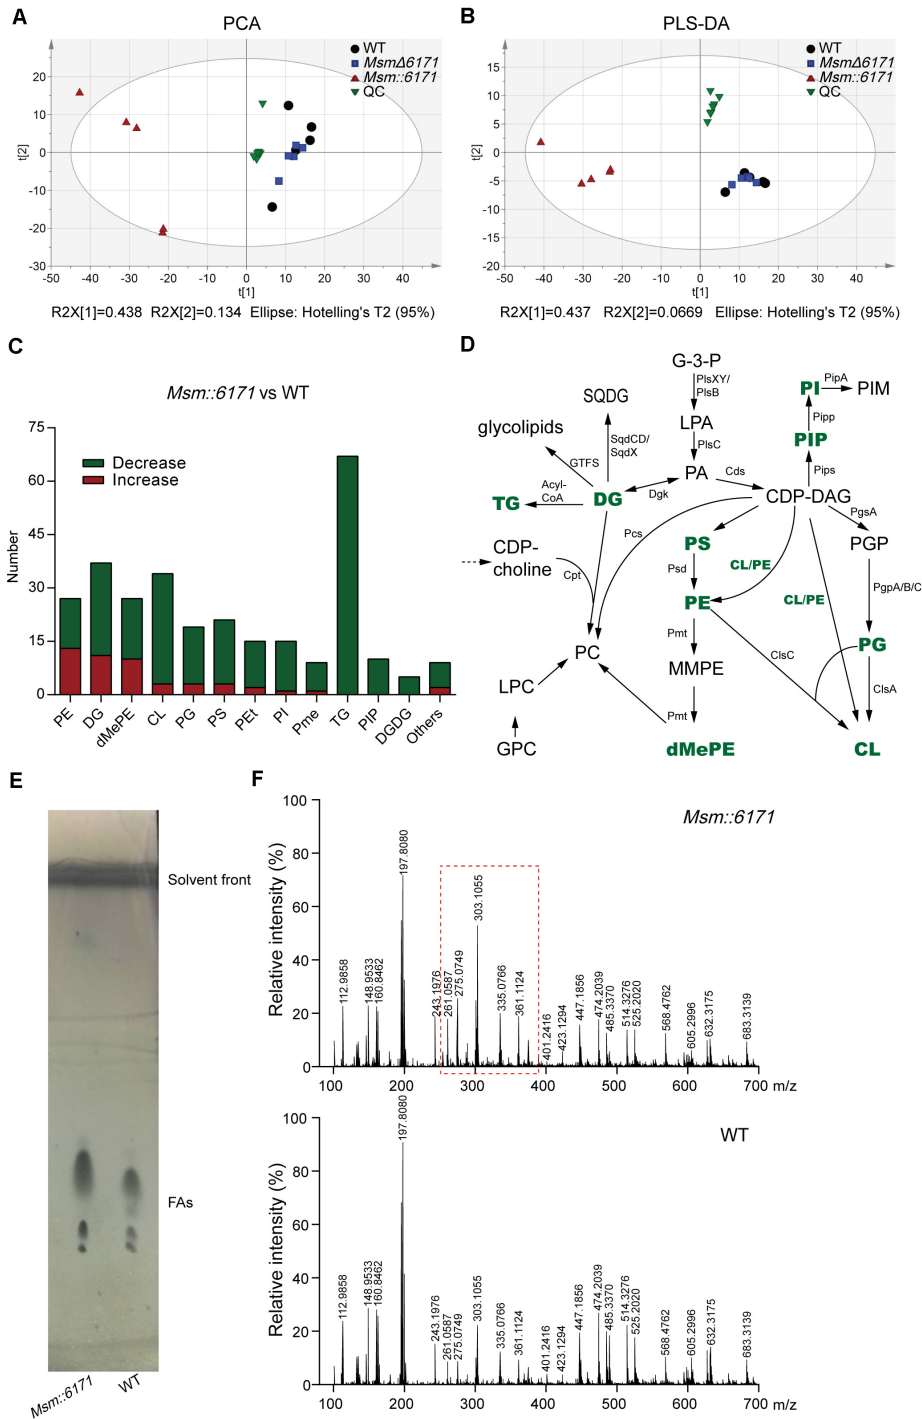 A
PCA
WT
MsmΔ6171
Msm::6171
QC
t[2]
20
10
0
-10
-20
-30
-50 -40 -30 -20 -10 0 10 20 30 40
t[1]
R2X[1]=0.438 R2X[2]=0.134 Ellipse: Hotelling's T2 (95%)
B
PLS-DA
WT
MsmΔ6171
Msm::6171
QC
t[2]
15
10
5
0
-5
-10
-15
-20
-50 -40 -30 -20 -10 0 10 20 30 40
t[1]
R2X[1]=0.437 R2X[2]=0.0669 Ellipse: Hotelling's T2 (95%)
C
Msm::6171 vs WT
Decrease
Increase
Number
75
60
45
30
15
0
PE DG dMePE CL PG PS PEt PI Pme TG PIP DGDG Others
D
G-3-P
PlsXY/
PlsB
LPA
PlsC
PA
Cds
CDP-DAG
Dgk
DG
SQDG
SqdCD/
SqdX
glycolipids
GTFS
Acyl-
CoA
TG
PI
PipA
PIM
Pipp
PIP
Pips
PgsA
PGP
PgpA/B/C
PG
ClsA
CL
Pcs
CDP-
choline
Cpt
PS
Psd
CL/PE
CL/PE
PE
Pmt
MMPE
ClsC
Pmt
dMePE
PC
LPC
GPC
E
Solvent front
FAs
Msm::6171
WT
F
Msm::6171
Relative intensity (%)
100
80
60
40
20
0
112.9858
148.9533
160.8462
197.8080
243.1976
261.0587
275.0749
303.1055
335.0766
361.1124
401.2416
423.1294
447.1856
474.2039
485.3370
514.3276
525.2020
568.4762
605.2996
632.3175
683.3139
100 200 300 400 500 600 700 m/z
WT
Relative intensity (%)
100
80
60
40
20
0
112.9858
148.9533
160.8462
197.8080
243.1976
261.0587
275.0749
303.1055
335.0766
361.1124
401.2416
423.1294
447.1856
474.2039
485.3370
514.3276
525.2020
568.4762
605.2996
632.3175
683.3139
100 200 300 400 500 600 700 m/z